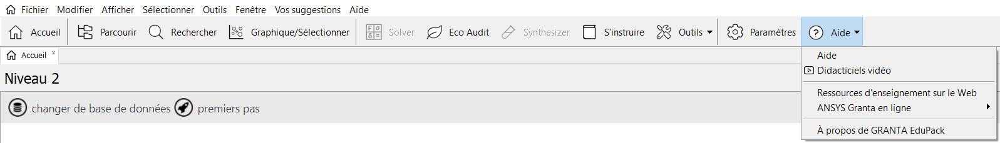 Fichier Modifier Afficher Sélectionner Outils Fenêtre Vos suggestions Aide
Accueil Parcourir Rechercher Graphique/Sélectionner Solver Eco Audit Synthesizer S'instruire Outils Paramètres Aide
Accueil x
Aide
Didacticiels vidéo
Niveau 2
Ressources d'enseignement sur le Web
changer de base de données premiers pas
ANSYS Granta en ligne
À propos de GRANTA EduPack